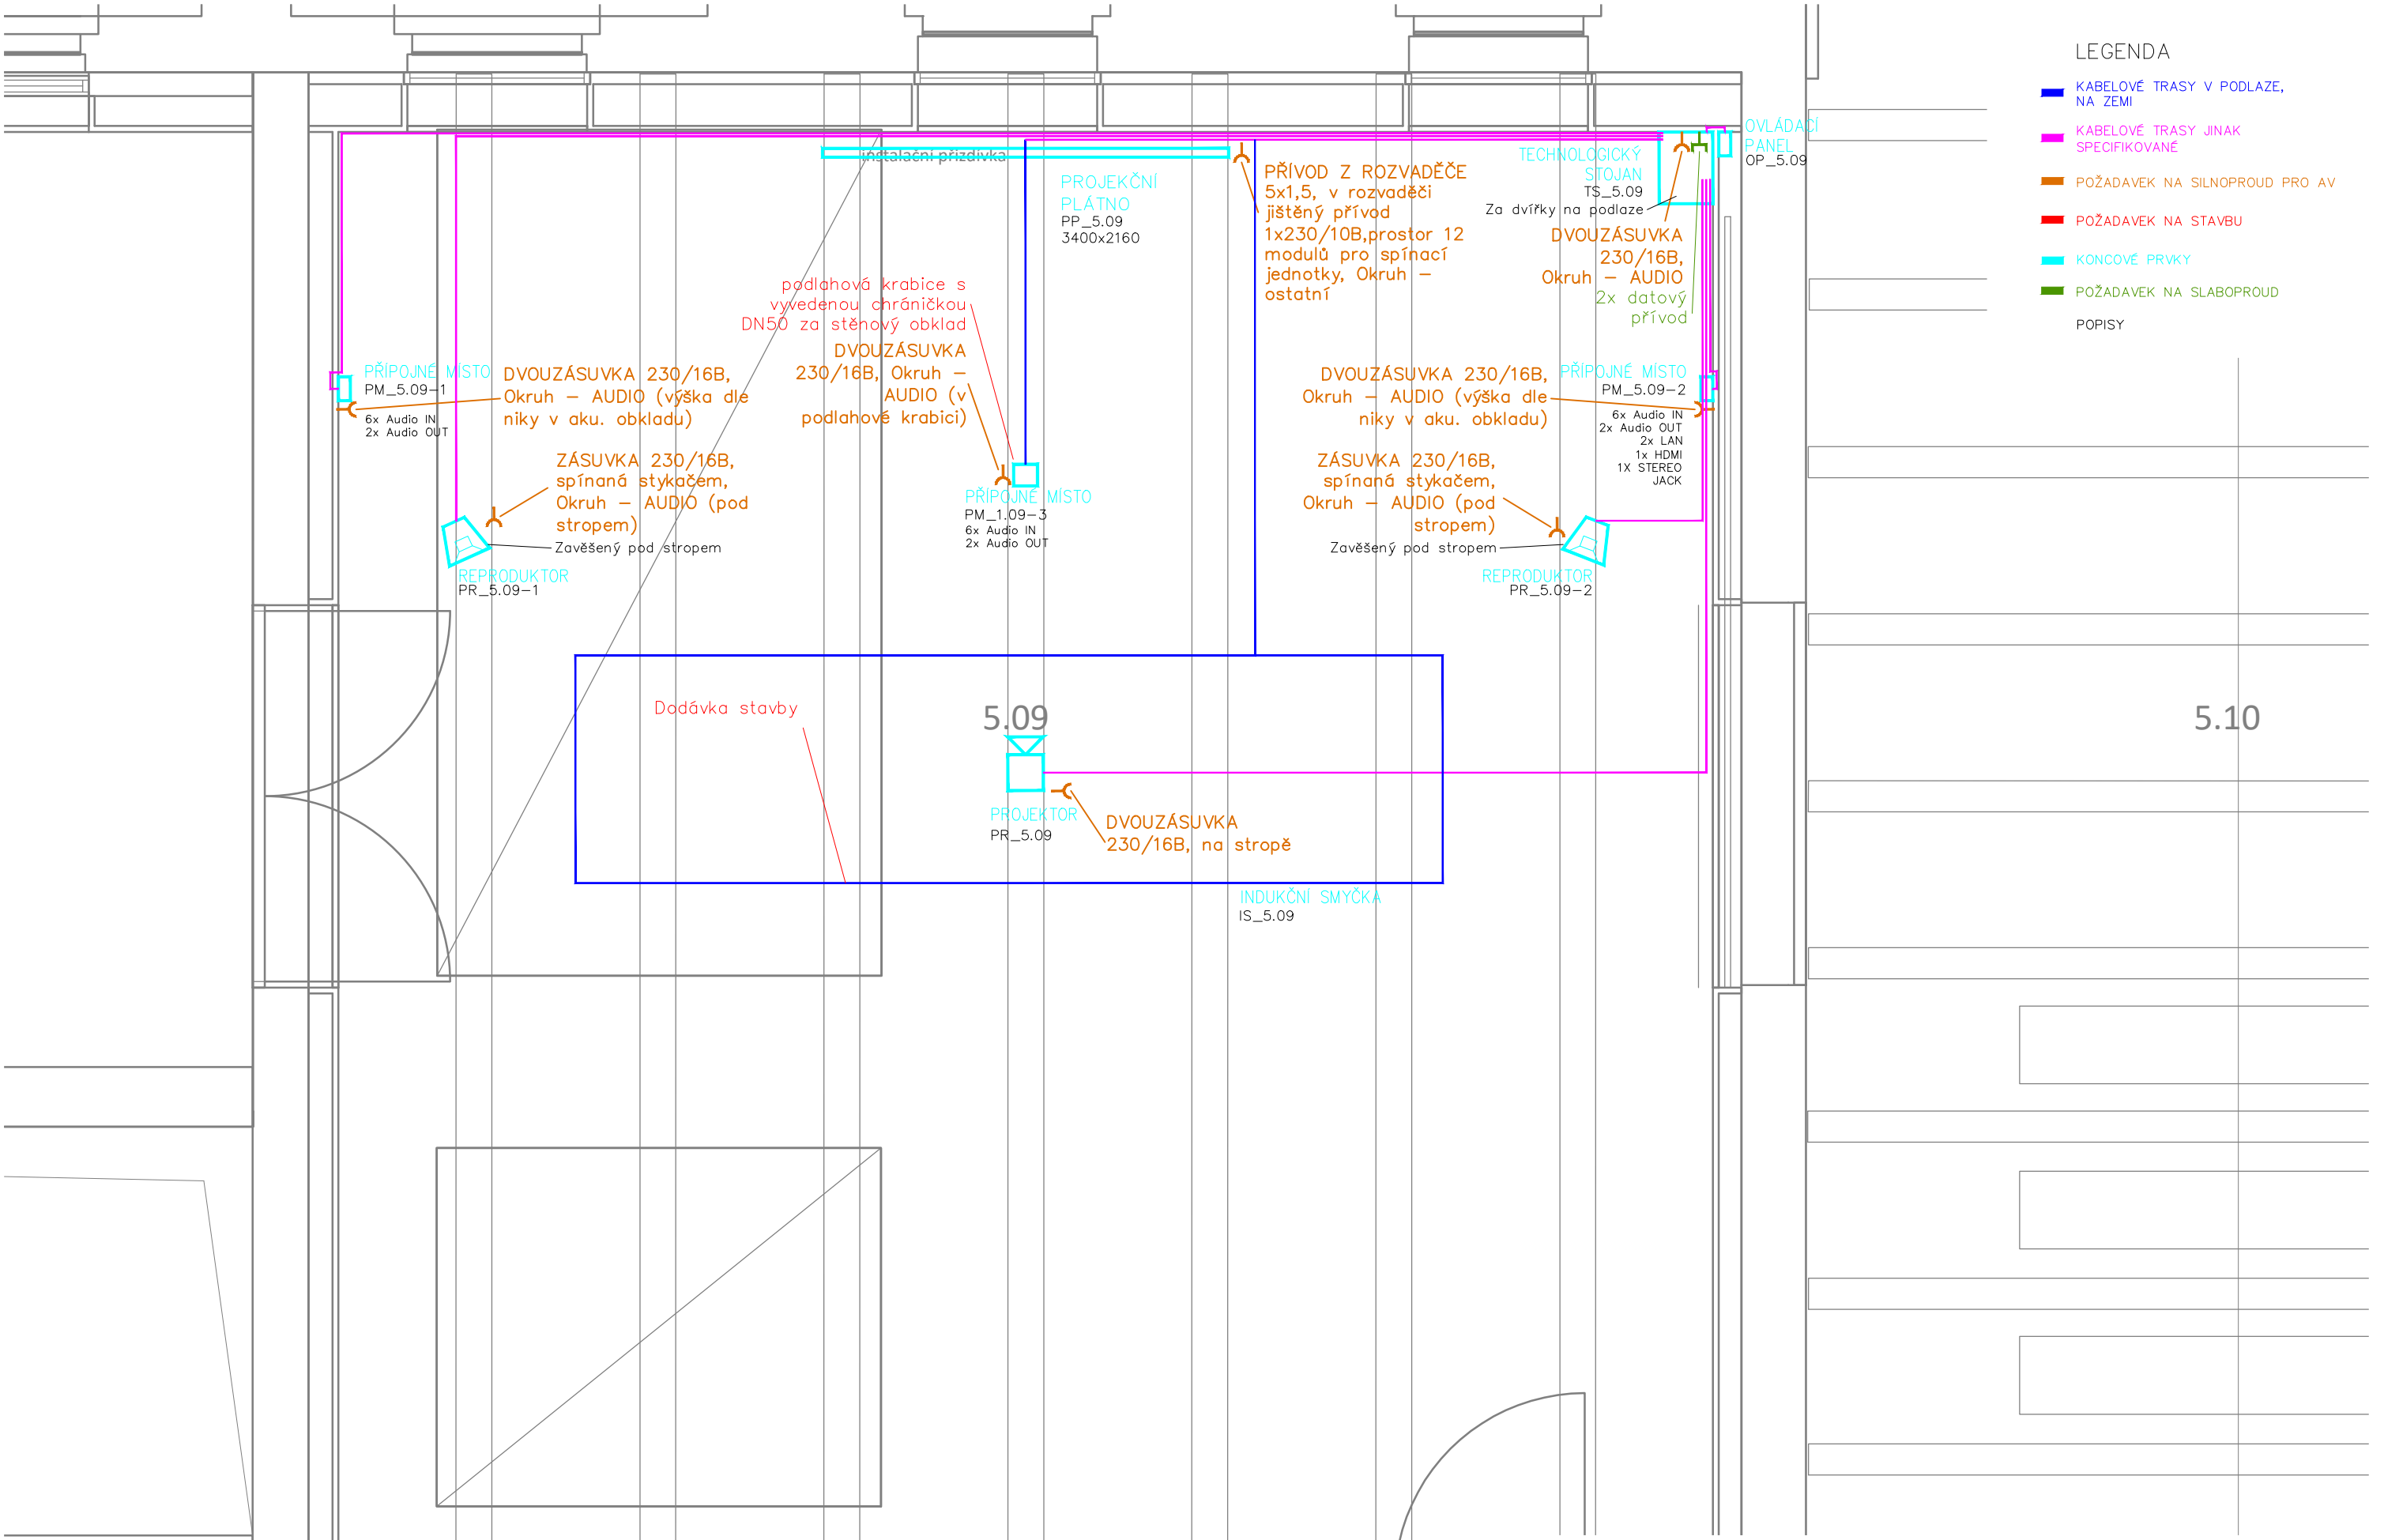 LEGENDA
KABELOVÉ TRASY V PODLAZE,
NA ZEMI
KABELOVÉ TRASY JINAK
SPECIFIKOVANÉ
POŽADAVEK NA SILNOPROUD PRO AV
POŽADAVEK NA STAVBU
KONCOVÉ PRVKY
POŽADAVEK NA SLABOPROUD
POPISY
OVLÁDACÍ
PANEL
OP_5.09
TECHNOLOGICKÝ
STOJAN
TS_5.09
Za dvířky na podlaze
instalační přizdívka
PROJEKČNÍ
PLÁTNO
PP_5.09
3400x2160
PŘÍVOD Z ROZVADĚČE
5x1,5, v rozvaděči
jištěný přívod
1x230/10B,prostor 12
modulů pro spínací
jednotky, Okruh –
ostatní
DVOUZÁSUVKA
230/16B,
Okruh – AUDIO
2x datový
přívod
podlahová krabice s
vyvedenou chráničkou
DN50 za stěnový obklad
DVOUZÁSUVKA
230/16B, Okruh –
AUDIO (v
podlahové krabici)
PŘÍPOJNÉ MÍSTO
PM_5.09-1
6x Audio IN
2x Audio OUT
DVOUZÁSUVKA 230/16B,
Okruh – AUDIO (výška dle
niky v aku. obkladu)
DVOUZÁSUVKA 230/16B,
Okruh – AUDIO (výška dle
niky v aku. obkladu)
PŘÍPOJNÉ MÍSTO
PM_5.09-2
6x Audio IN
2x Audio OUT
2x LAN
1x HDMI
1X STEREO
JACK
ZÁSUVKA 230/16B,
spínaná stykačem,
Okruh – AUDIO (pod
stropem)
Zavěšený pod stropem
REPRODUKTOR
PR_5.09-1
PŘÍPOJNÉ MÍSTO
PM_1.09-3
6x Audio IN
2x Audio OUT
ZÁSUVKA 230/16B,
spínaná stykačem,
Okruh – AUDIO (pod
stropem)
Zavěšený pod stropem
REPRODUKTOR
PR_5.09-2
Dodávka stavby
5.09
5.10
PROJEKTOR
PR_5.09
DVOUZÁSUVKA
230/16B, na stropě
INDUKČNÍ SMYČKA
IS_5.09